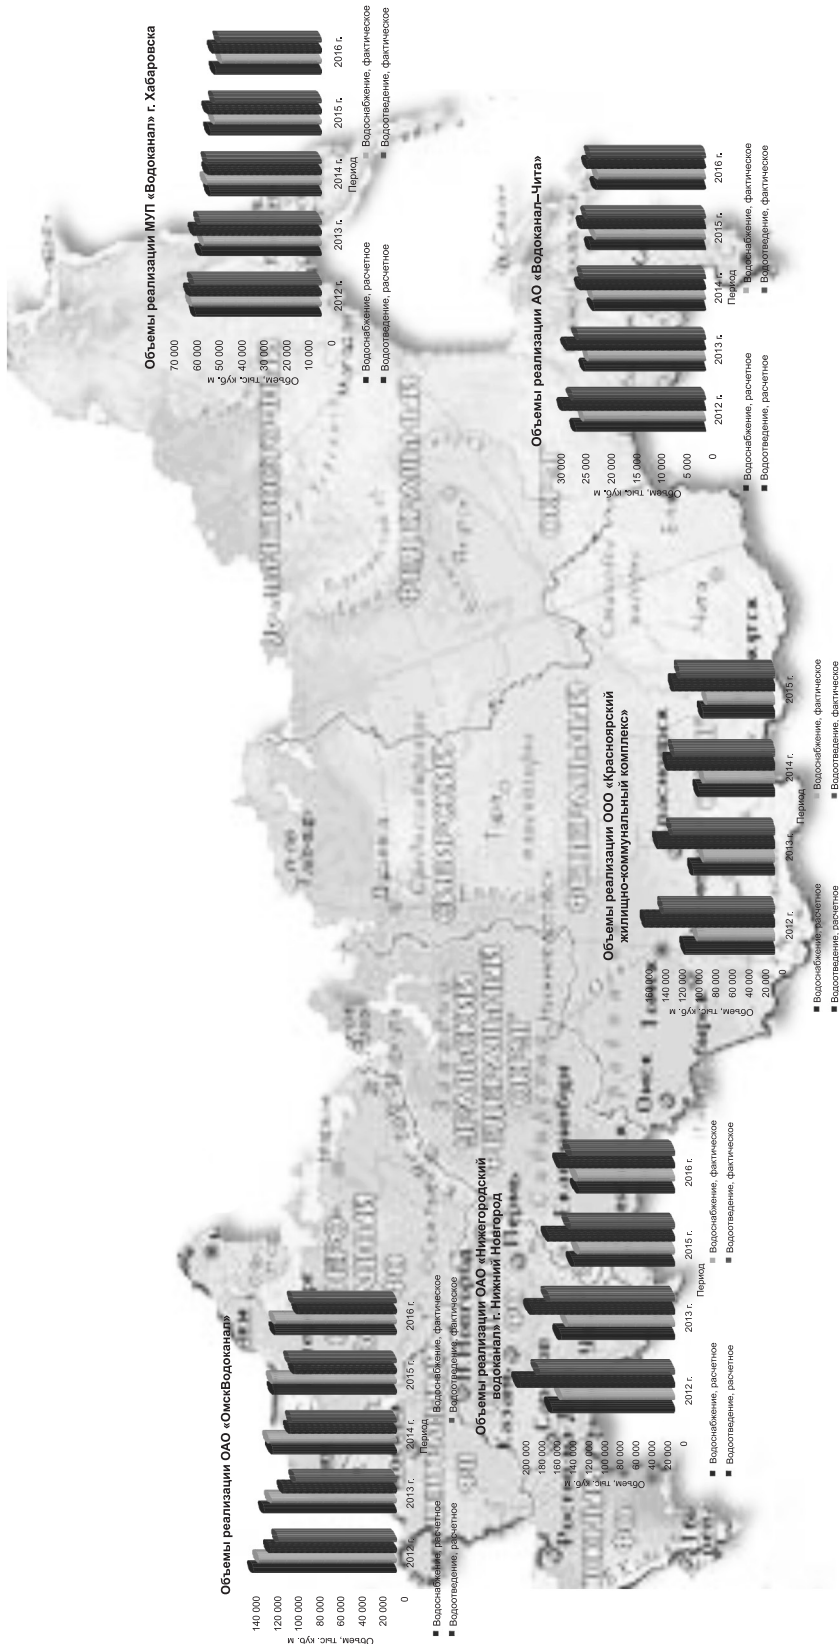 Объемы реализации ОАО «ОмскВодоканал»
Объем, тыс. куб. м
140 000
120 000
100 000
80 000
60 000
40 000
20 000
0
2012 г.
2013 г.
2014 г.
2015 г.
2016 г.
Период
Водоснабжение, расчетное
Водоснабжение, фактическое
Водоотведение, расчетное
Водоотведение, фактическое
Объемы реализации ОАО «Нижегородский
водоканал» г. Нижний Новгород
Объем, тыс. куб. м
200 000
180 000
160 000
140 000
120 000
100 000
80 000
60 000
40 000
20 000
0
2012 г.
2013 г.
2015 г.
2016 г.
Период
Водоснабжение, расчетное
Водоснабжение, фактическое
Водоотведение, расчетное
Водоотведение, фактическое
Объемы реализации ООО «Красноярский
жилищно-коммунальный комплекс»
Объем, тыс. куб. м
160 000
140 000
120 000
100 000
80 000
60 000
40 000
20 000
0
2012 г.
2013 г.
2014 г.
2015 г.
Период
Водоснабжение, расчетное
Водоснабжение, фактическое
Водоотведение, расчетное
Водоотведение, фактическое
Объемы реализации МУП «Водоканал» г. Хабаровска
Объем, тыс. куб. м
70 000
60 000
50 000
40 000
30 000
20 000
10 000
0
2012 г.
2013 г.
2014 г.
2015 г.
2016 г.
Период
Водоснабжение, расчетное
Водоснабжение, фактическое
Водоотведение, расчетное
Водоотведение, фактическое
Объемы реализации АО «Водоканал–Чита»
Объем, тыс. куб. м
30 000
25 000
20 000
15 000
10 000
5 000
0
2012 г.
2013 г.
2014 г.
2015 г.
2016 г.
Период
Водоснабжение, расчетное
Водоснабжение, фактическое
Водоотведение, расчетное
Водоотведение, фактическое
СИБИРСКИЙ
ФЕДЕРАЛЬНЫЙ
УРАЛЬСКИЙ
ФЕДЕРАЛЬНЫЙ
ОКРУГ
Пермь
Омск
Чита